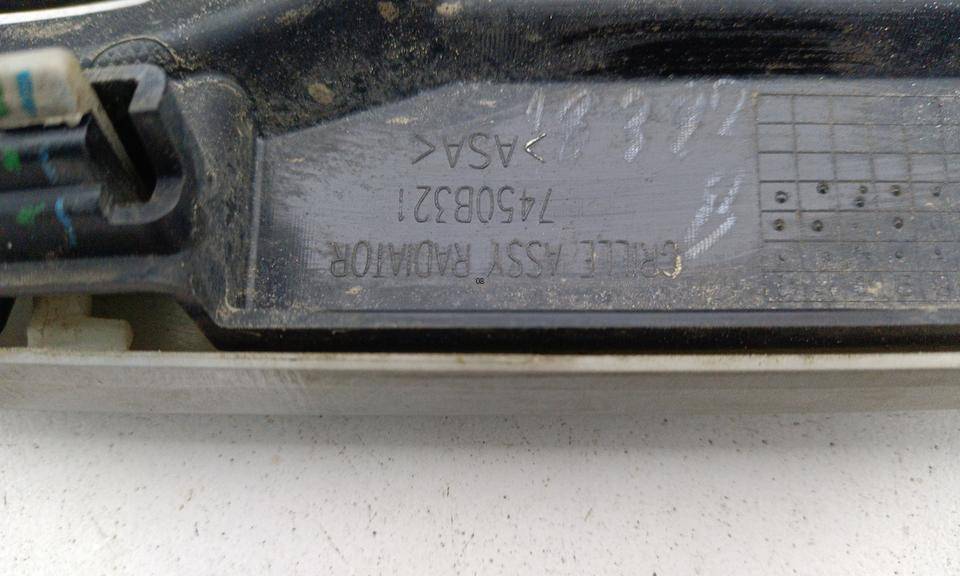 GRILLE ASSY RADIATOR
7450B321
>ASA<